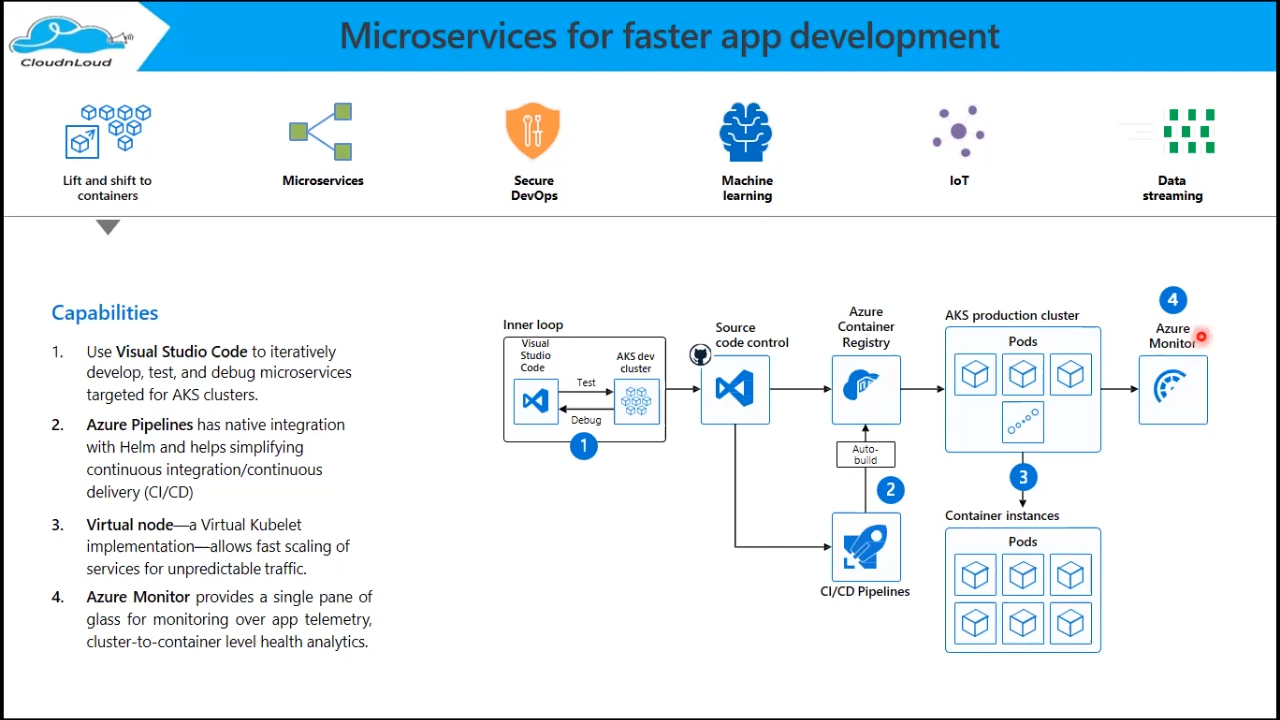 CloudnLoud
Microservices for faster app development
Lift and shift to
containers
Microservices
Secure
DevOps
Machine
learning
IoT
Data
streaming
Capabilities
1. Use Visual Studio Code to iteratively
develop, test, and debug microservices
targeted for AKS clusters.
2. Azure Pipelines has native integration
with Helm and helps simplifying
continuous integration/continuous
delivery (CI/CD)
3. Virtual node—a Virtual Kubelet
implementation—allows fast scaling of
services for unpredictable traffic.
4. Azure Monitor provides a single pane of
glass for monitoring over app telemetry,
cluster-to-container level health analytics.
Inner loop
Visual
Studio
Code
Test
AKS dev
cluster
Debug
1
Source
code control
Azure
Container
Registry
Auto-
build
2
CI/CD Pipelines
AKS production cluster
Pods
3
Container instances
Pods
4
Azure
Monitor